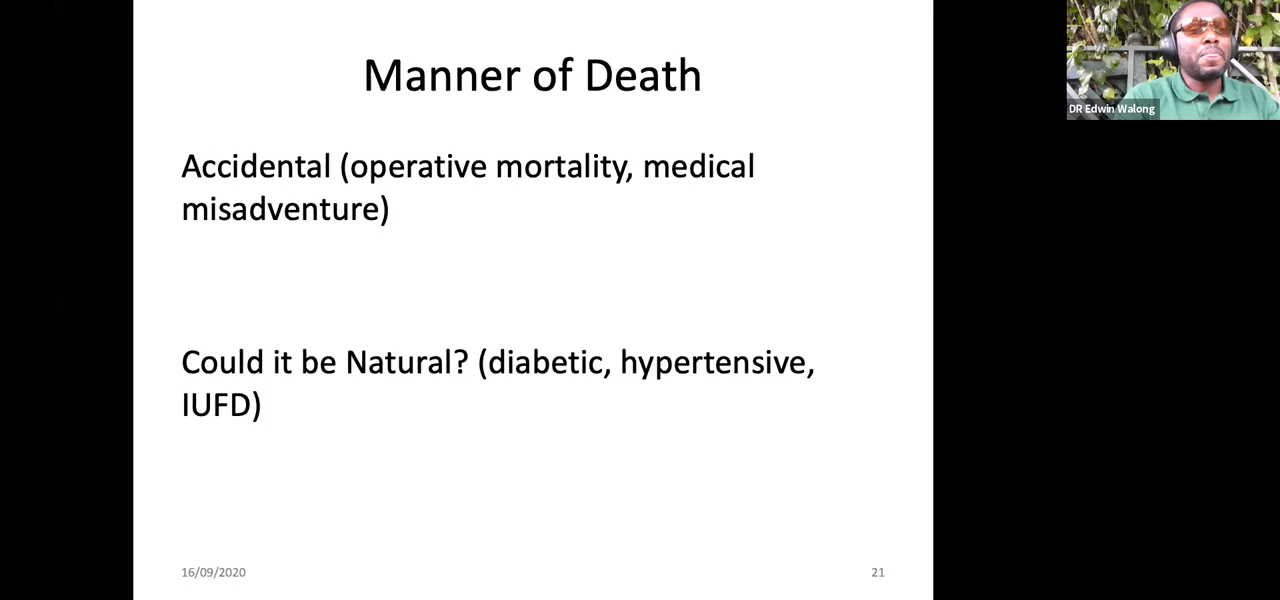 Manner of Death
DR Edwin Walong
Accidental (operative mortality, medical
misadventure)
Could it be Natural? (diabetic, hypertensive,
IUFD)
16/09/2020
21